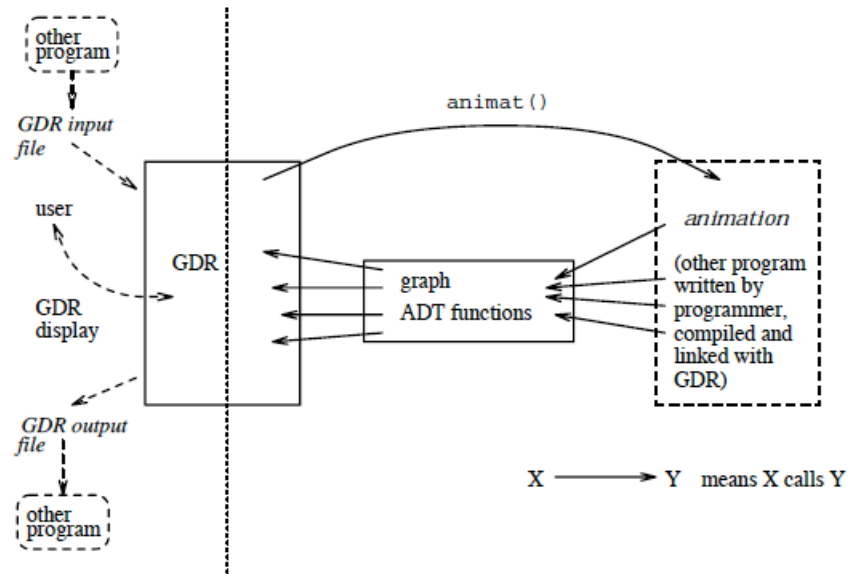 other
program
GDR input
file
user
GDR
display
GDR output
file
other
program
GDR
animat()
graph
ADT functions
animation
(other program
written by
programmer,
compiled and
linked with
GDR)
X Y means X calls Y